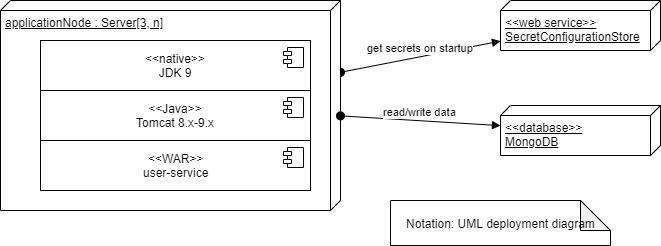 applicationNode : Server[3, n]
<<native>>
JDK 9
<<Java>>
Tomcat 8.x-9.x
<<WAR>>
user-service
get secrets on startup
read/write data
<<web service>>
SecretConfigurationStore
<<database>>
MongoDB
Notation: UML deployment diagram